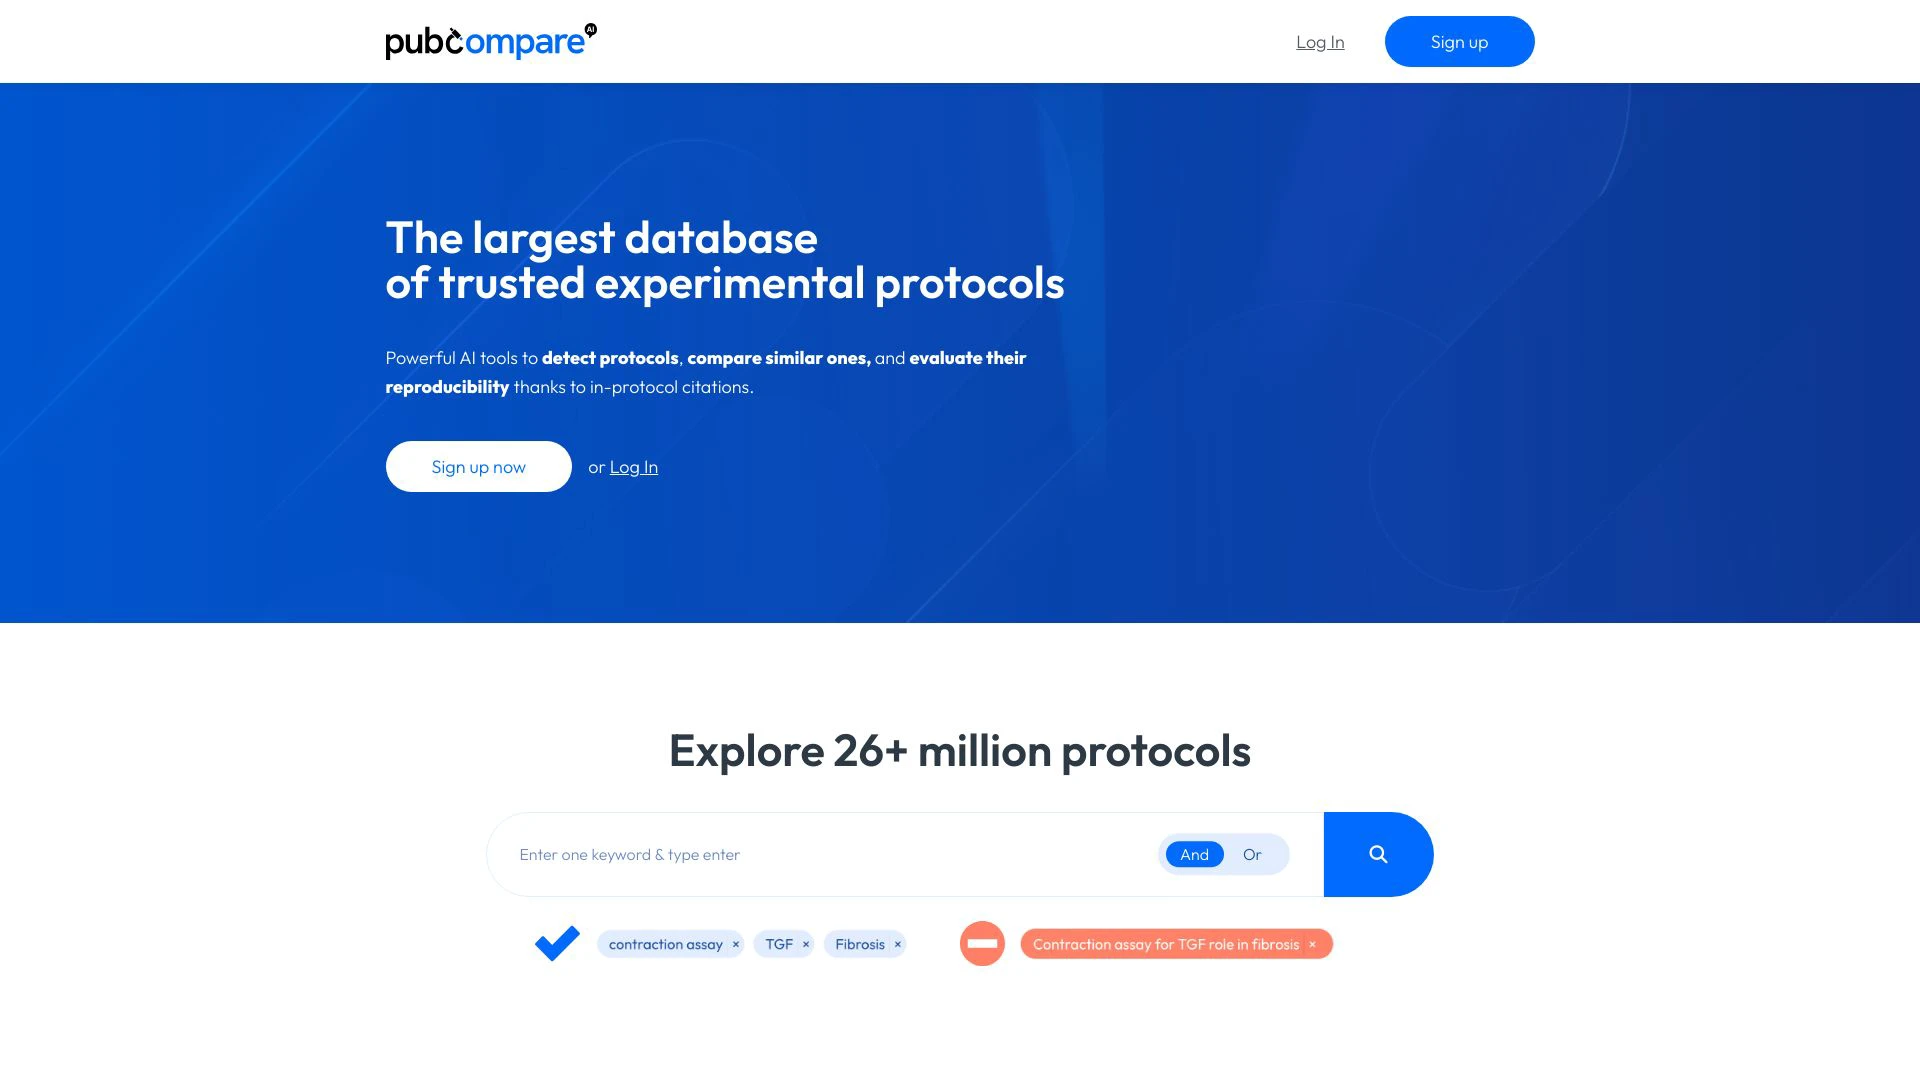 pubcompare AI
Log In
Sign up
The largest database
of trusted experimental protocols
Powerful AI tools to detect protocols, compare similar ones, and evaluate their
reproducibility thanks to in-protocol citations.
Sign up now
or Log In
Explore 26+ million protocols
Enter one keyword & type enter
And Or
contraction assay × TGF × Fibrosis ×
Contraction assay for TGF role in fibrosis ×